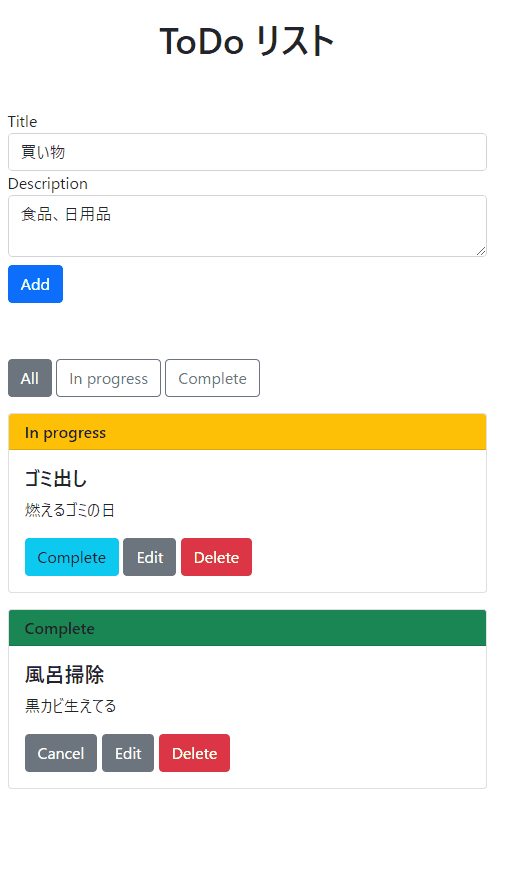 ToDo リスト
Title
買い物
Description
食品、日用品
Add
All In progress Complete
In progress
ゴミ出し
燃えるゴミの日
Complete Edit Delete
Complete
風呂掃除
黒カビ生えてる
Cancel Edit Delete